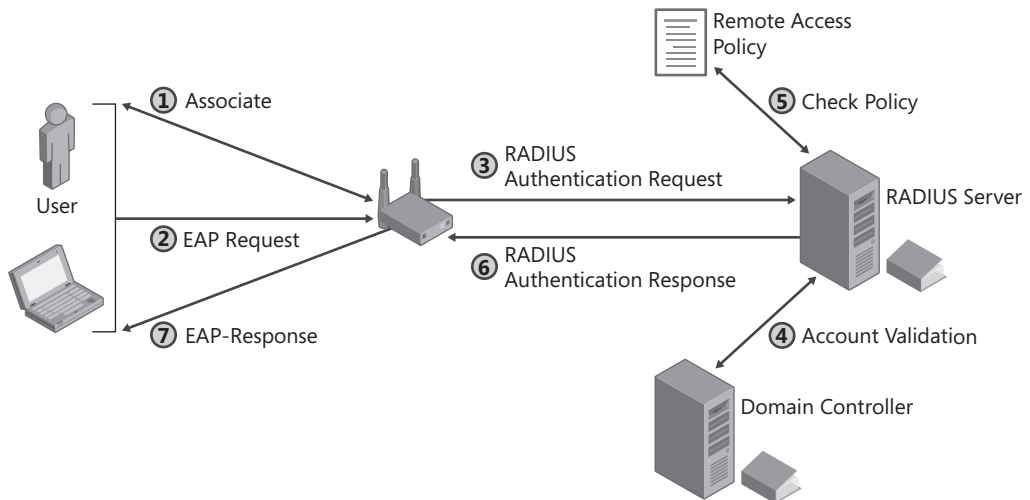 Remote Access
Policy
1 Associate
5 Check Policy
3 RADIUS
Authentication Request
User
RADIUS Server
2 EAP Request
6 RADIUS
Authentication Response
7 EAP-Response
4 Account Validation
Domain Controller